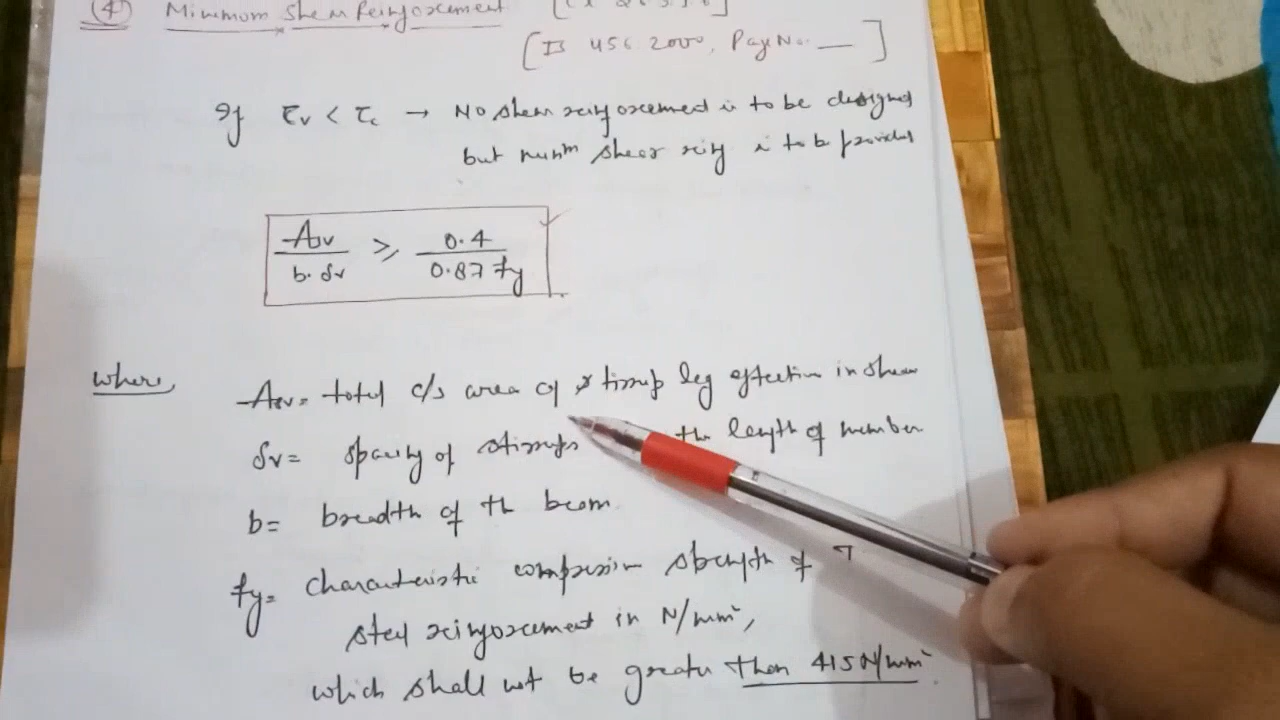 (4) Minimum Shear Reinforcement
[IS 456 2000, Page No. __ ]
If τv < τc → No shear reinforcement is to be designed
but minm shear reinf is to be provided
Asv / b. Sv ≥ 0.4 / 0.87 fy
where,
Asv = total c/s area of stirrup leg effective in shear
Sv = spacing of stirrups the length of member
b = breadth of th beam
fy = characteristic compression strength of
steel reinforcement in N/mm²,
which shall not be greater than 415 N/mm².